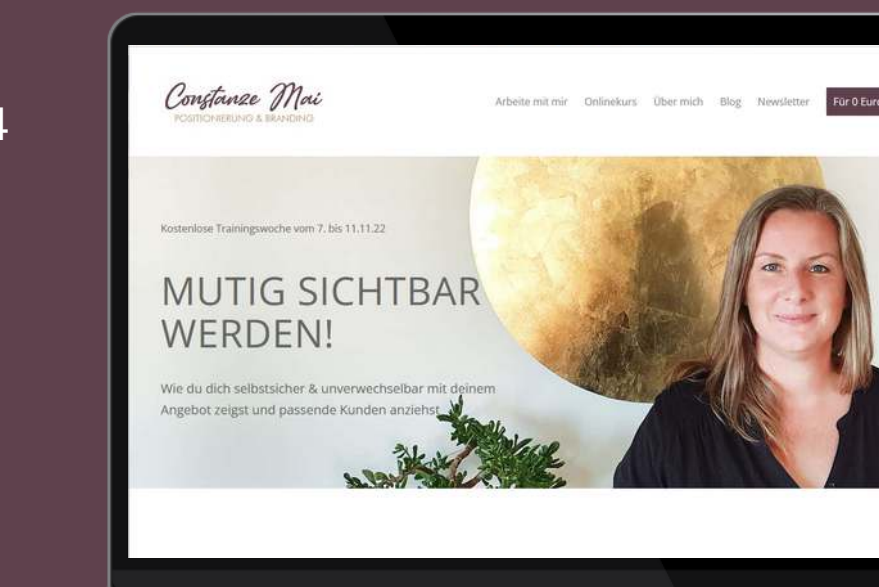 4
Constanze Mai
POSITIONIERUNG & BRANDING
Arbeite mit mir Onlinekurs Über mich Blog Newsletter Für 0 Euro
Kostenlose Trainingswoche vom 7. bis 11.11.22
MUTIG SICHTBAR
WERDEN!
Wie du dich selbstsicher & unverwechselbar mit deinem
Angebot zeigst und passende Kunden anziehst